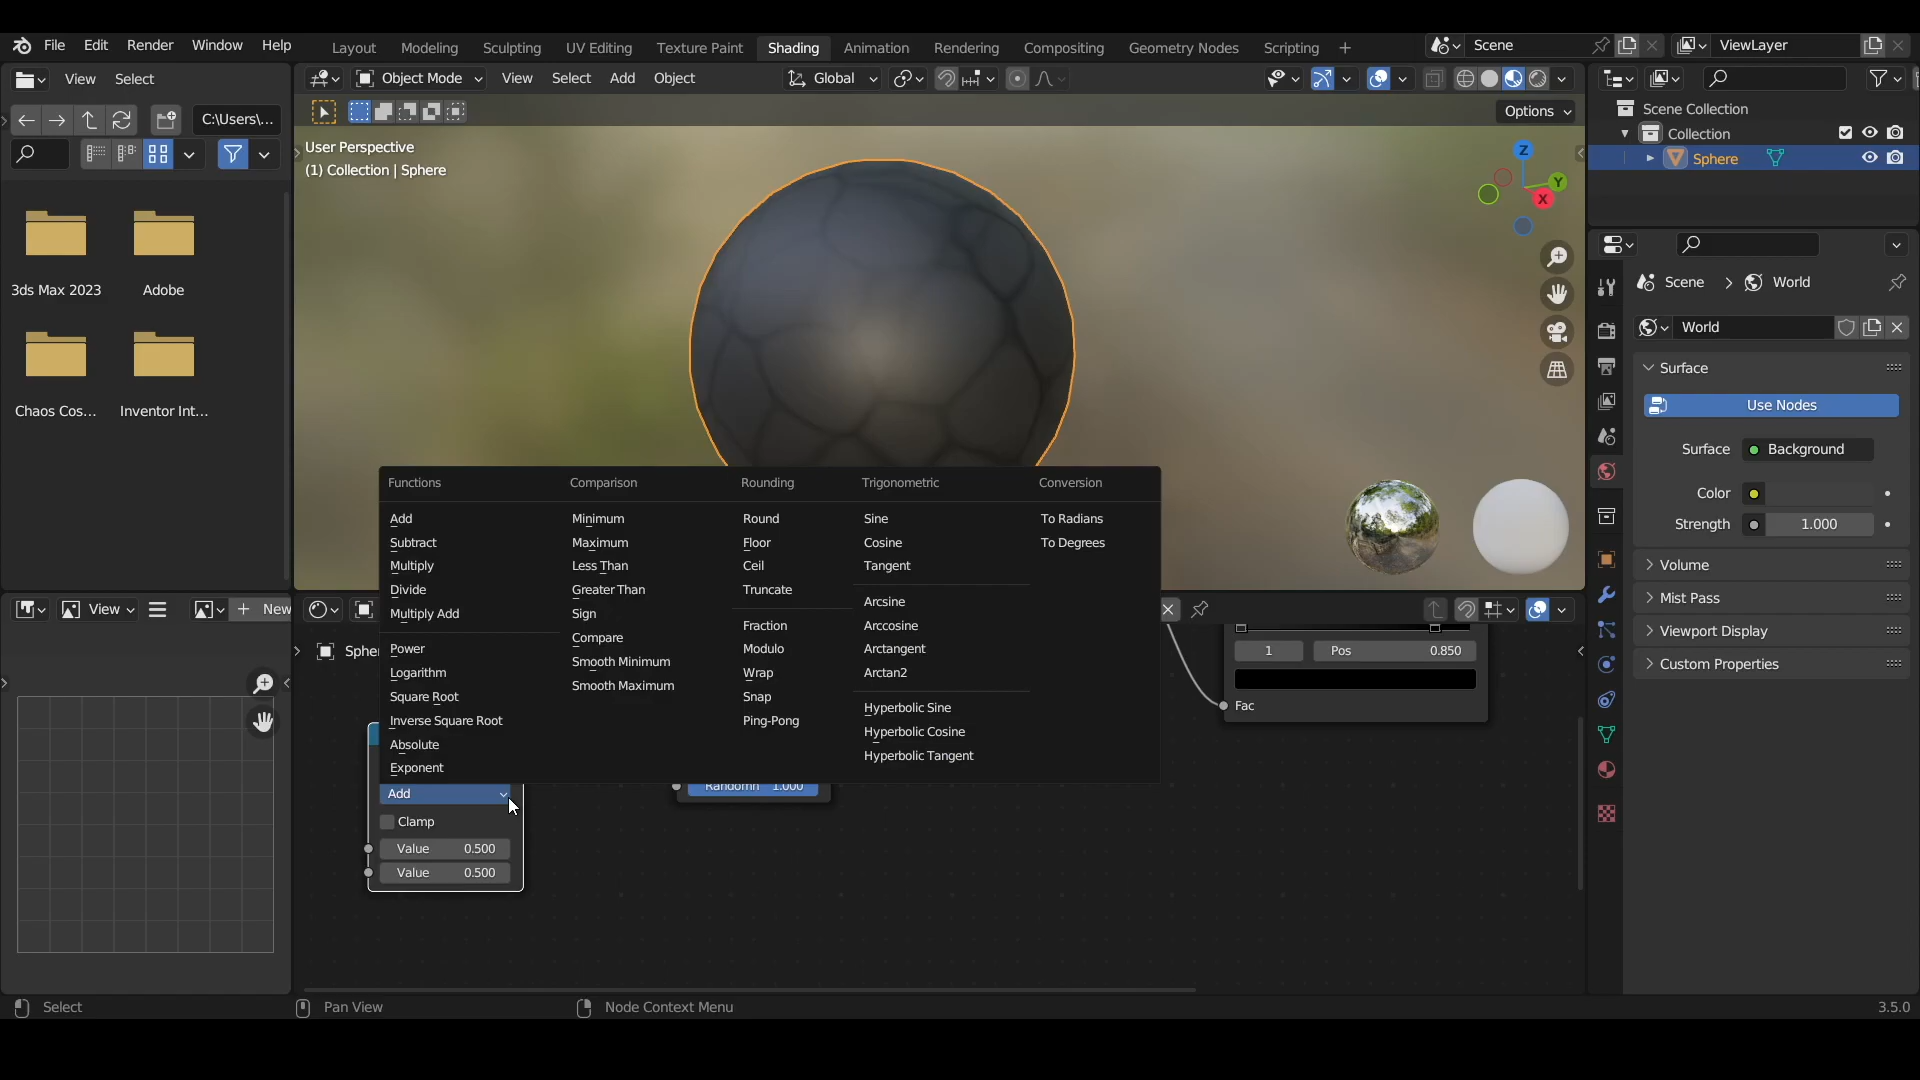 File Edit Render Window Help Layout Modeling Sculpting UV Editing Texture Paint Shading Animation Rendering Compositing Geometry Nodes Scripting + Scene ViewLayer
View Select Object Mode View Select Add Object Global
C:\Users\... Options
User Perspective
(1) Collection | Sphere
Scene Collection
Collection
Sphere
Z
Y
X
3ds Max 2023 Adobe
Chaos Cos... Inventor Int...
Scene > World
World
Surface
Use Nodes
Surface Background
Color
Strength 1.000
Volume
Mist Pass
Viewport Display
Custom Properties
Functions Comparison Rounding Trigonometric Conversion
Add Minimum Round Sine To Radians
Subtract Maximum Floor Cosine To Degrees
Multiply Less Than Ceil Tangent
Divide Greater Than Truncate
Multiply Add Sign Fraction Arcsine
Power Compare Modulo Arccosine
Logarithm Smooth Minimum Wrap Arctangent
Square Root Smooth Maximum Snap Arctan2
Inverse Square Root Ping-Pong Hyperbolic Sine
Absolute Hyperbolic Cosine
Exponent Hyperbolic Tangent
View + New
Spher
1 Pos 0.850
Fac
Add
Randomn 1.000
Clamp
Value 0.500
Value 0.500
Select Pan View Node Context Menu 3.5.0